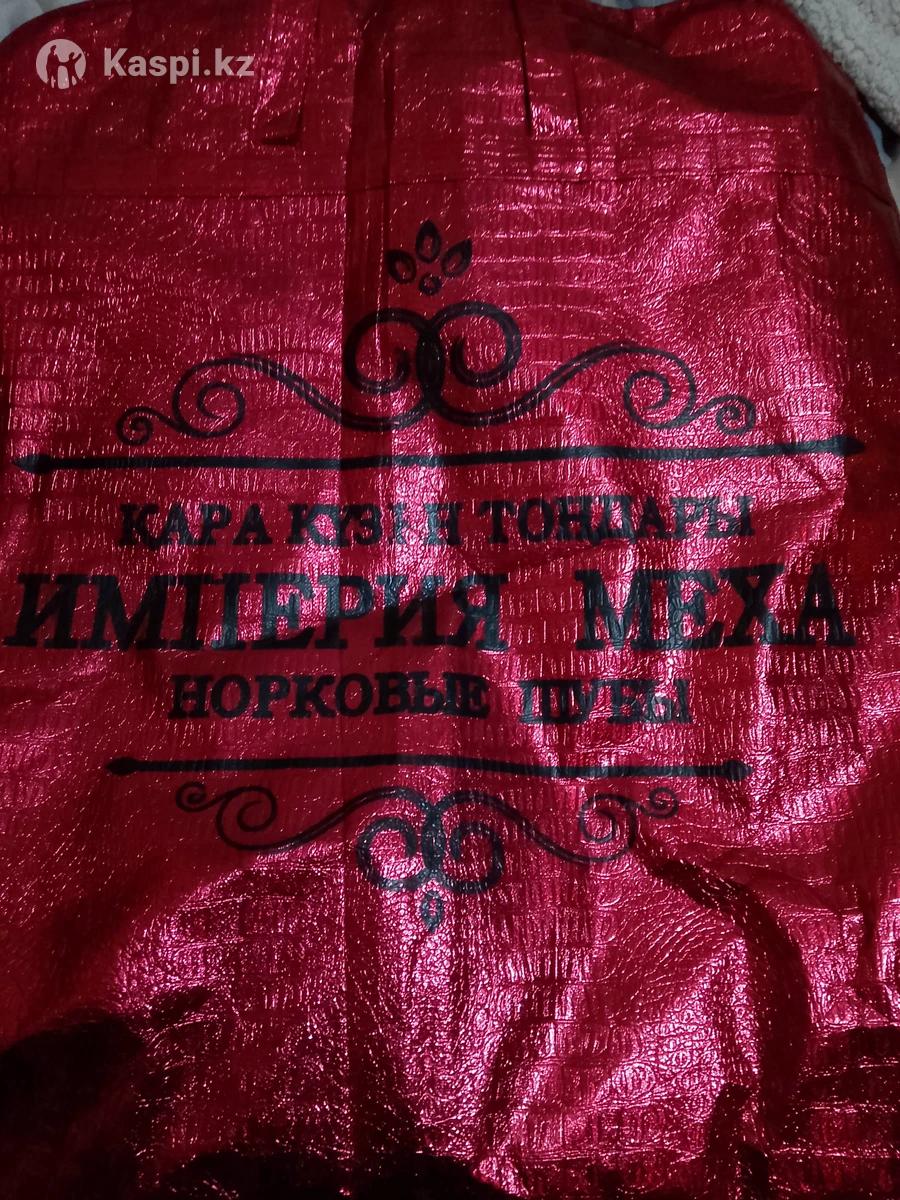 Kaspi.kz
ҚАРА КҮЗЕН ТОНДАРЫ
ИМПЕРИЯ МЕХА
НОРКОВЫЕ ШУБЫ